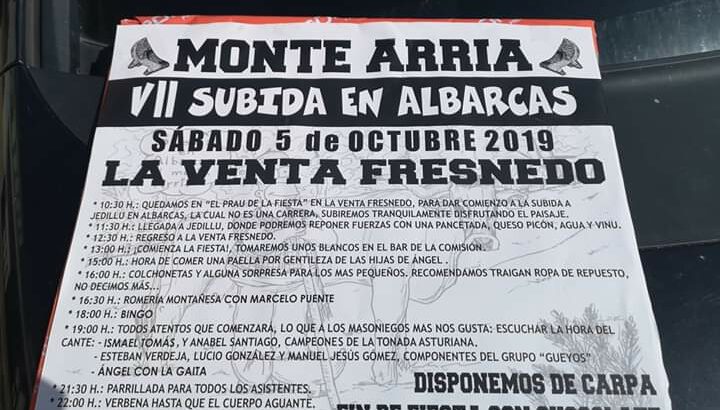 MONTE ARRIA
VII SUBIDA EN ALBARCAS
SÁBADO 5 de OCTUBRE 2019
LA VENTA FRESNEDO
* 10:30 H.: QUEDAMOS EN "EL PRAU DE LA FIESTA" EN LA VENTA FRESNEDO, PARA DAR COMIENZO A LA SUBIDA A
JEDILLU EN ALBARCAS, LA CUAL NO ES UNA CARRERA, SUBIREMOS TRANQUILAMENTE DISFRUTANDO EL PAISAJE.
* 11:30 H.: LLEGADA A JEDILLU, DONDE PODREMOS REPONER FUERZAS CON UNA PANCETADA, QUESO PICÓN, AGUA Y VINU.
* 12:30 H.: REGRESO A LA VENTA FRESNEDO.
* 13:00 H.: ¡COMIENZA LA FIESTA!, TOMAREMOS UNOS BLANCOS EN EL BAR DE LA COMISIÓN.
* 15:00 H.: HORA DE COMER UNA PAELLA POR GENTILEZA DE LAS HIJAS DE ÁNGEL .
* 16:00 H.: COLCHONETAS Y ALGUNA SORPRESA PARA LOS MAS PEQUEÑOS. RECOMENDAMOS TRAIGAN ROPA DE REPUESTO,
NO DECIMOS MAS...
* 16:30 H.: ROMERÍA MONTAÑESA CON MARCELO PUENTE
* 18:00 H.: BINGO
* 19:00 H.: TODOS ATENTOS QUE COMENZARÁ, LO QUE A LOS MASONIEGOS MAS NOS GUSTA: ESCUCHAR LA HORA DEL
CANTE: - ISMAEL TOMÁS, Y ANABEL SANTIAGO, CAMPEONES DE LA TONADA ASTURIANA.
- ESTEBAN VERDEJA, LUCIO GONZÁLEZ Y MANUEL JESÚS GÓMEZ, COMPONENTES DEL GRUPO "GUEYOS"
- ÁNGEL CON LA GAITA
* 21:30 H.: PARRILLADA PARA TODOS LOS ASISTENTES.
DISPONEMOS DE CARPA
* 22:00 H.: VERBENA HASTA QUE EL CUERPO AGUANTE.
FIN DE FIESTA CON